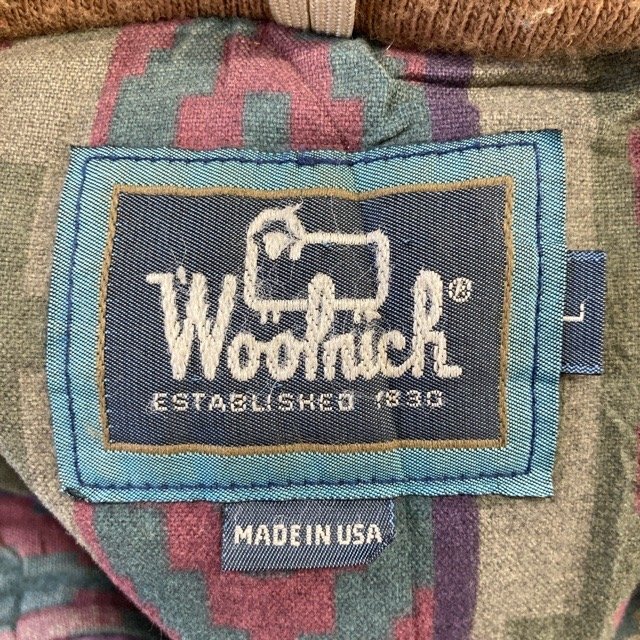 Woolrich®
ESTABLISHED 1830
L
MADE IN USA